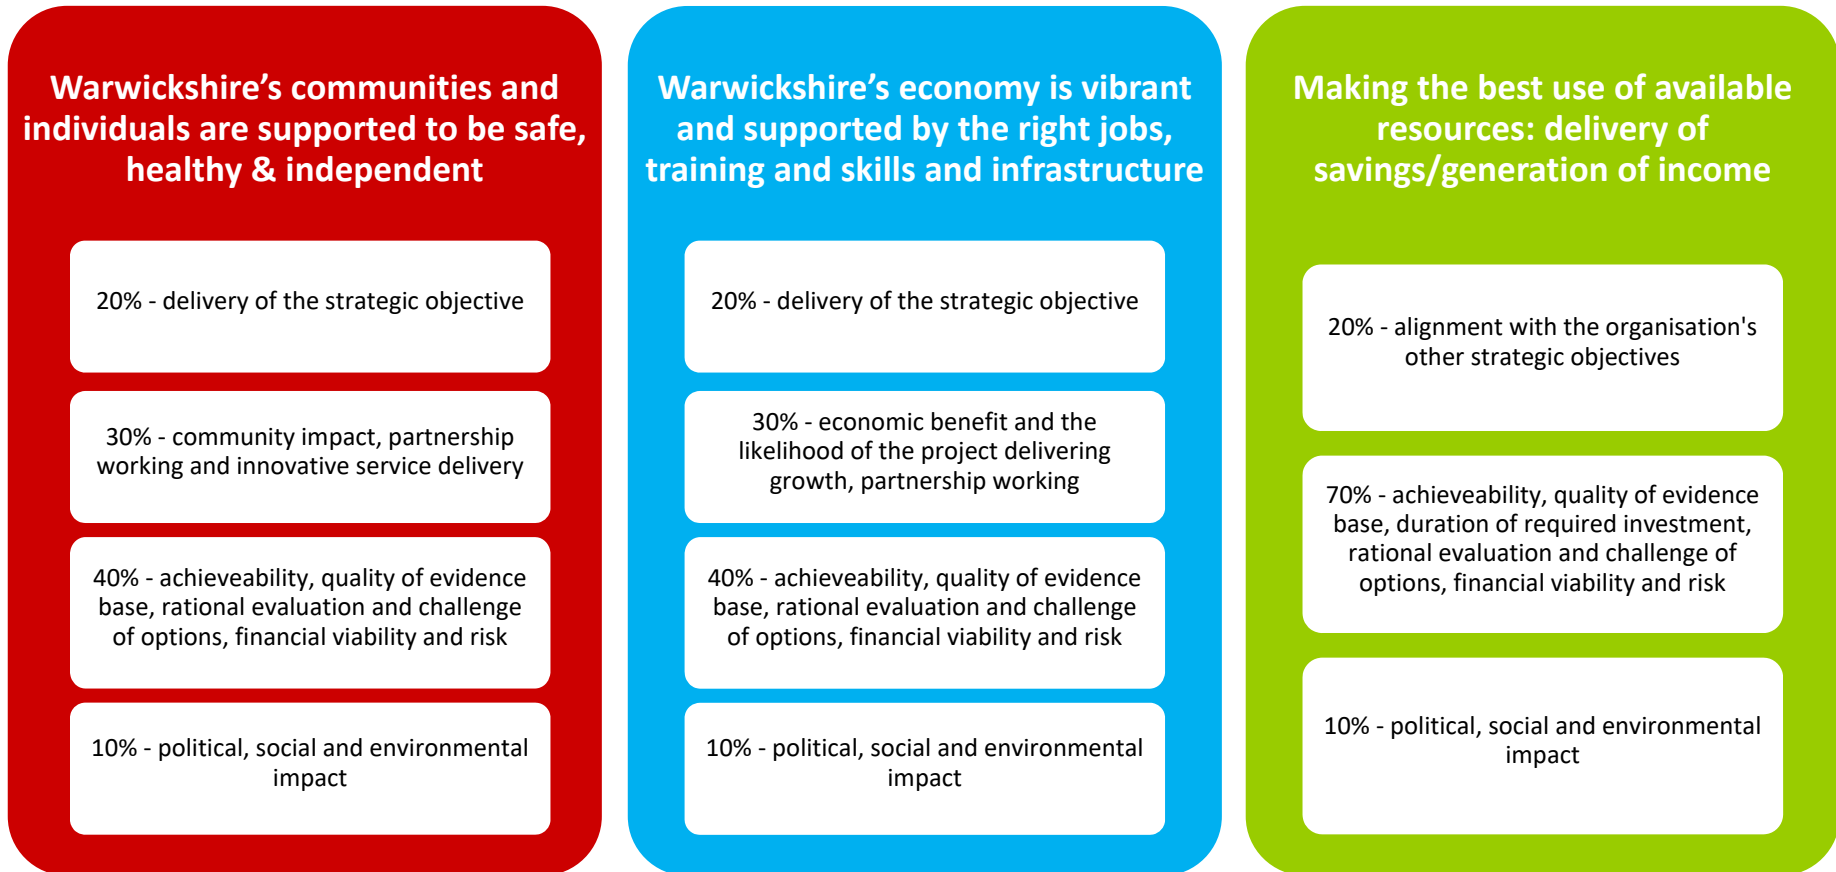 Warwickshire’s communities and
individuals are supported to be safe,
healthy & independent
20% - delivery of the strategic objective
30% - community impact, partnership
working and innovative service delivery
40% - achieveability, quality of evidence
base, rational evaluation and challenge
of options, financial viability and risk
10% - political, social and environmental
impact
Warwickshire’s economy is vibrant
and supported by the right jobs,
training and skills and infrastructure
20% - delivery of the strategic objective
30% - economic benefit and the
likelihood of the project delivering
growth, partnership working
40% - achieveability, quality of evidence
base, rational evaluation and challenge
of options, financial viability and risk
10% - political, social and environmental
impact
Making the best use of available
resources: delivery of
savings/generation of income
20% - alignment with the organisation's
other strategic objectives
70% - achieveability, quality of evidence
base, duration of required investment,
rational evaluation and challenge of
options, financial viability and risk
10% - political, social and environmental
impact